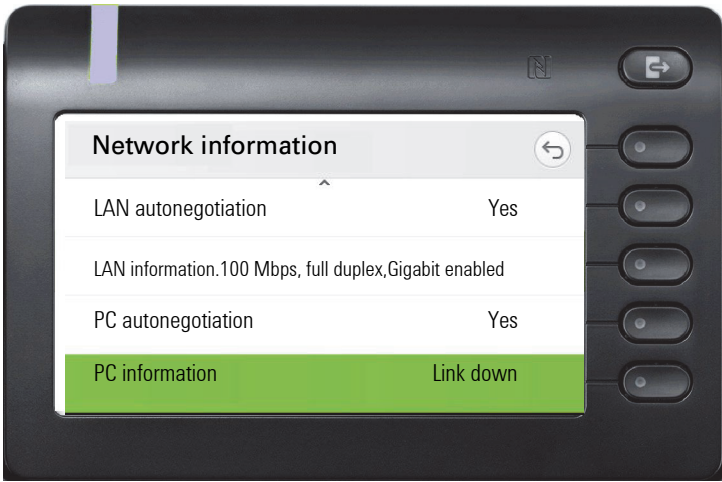 Network information
LAN autonegotiation Yes
LAN information.100 Mbps, full duplex,Gigabit enabled
PC autonegotiation Yes
PC information Link down